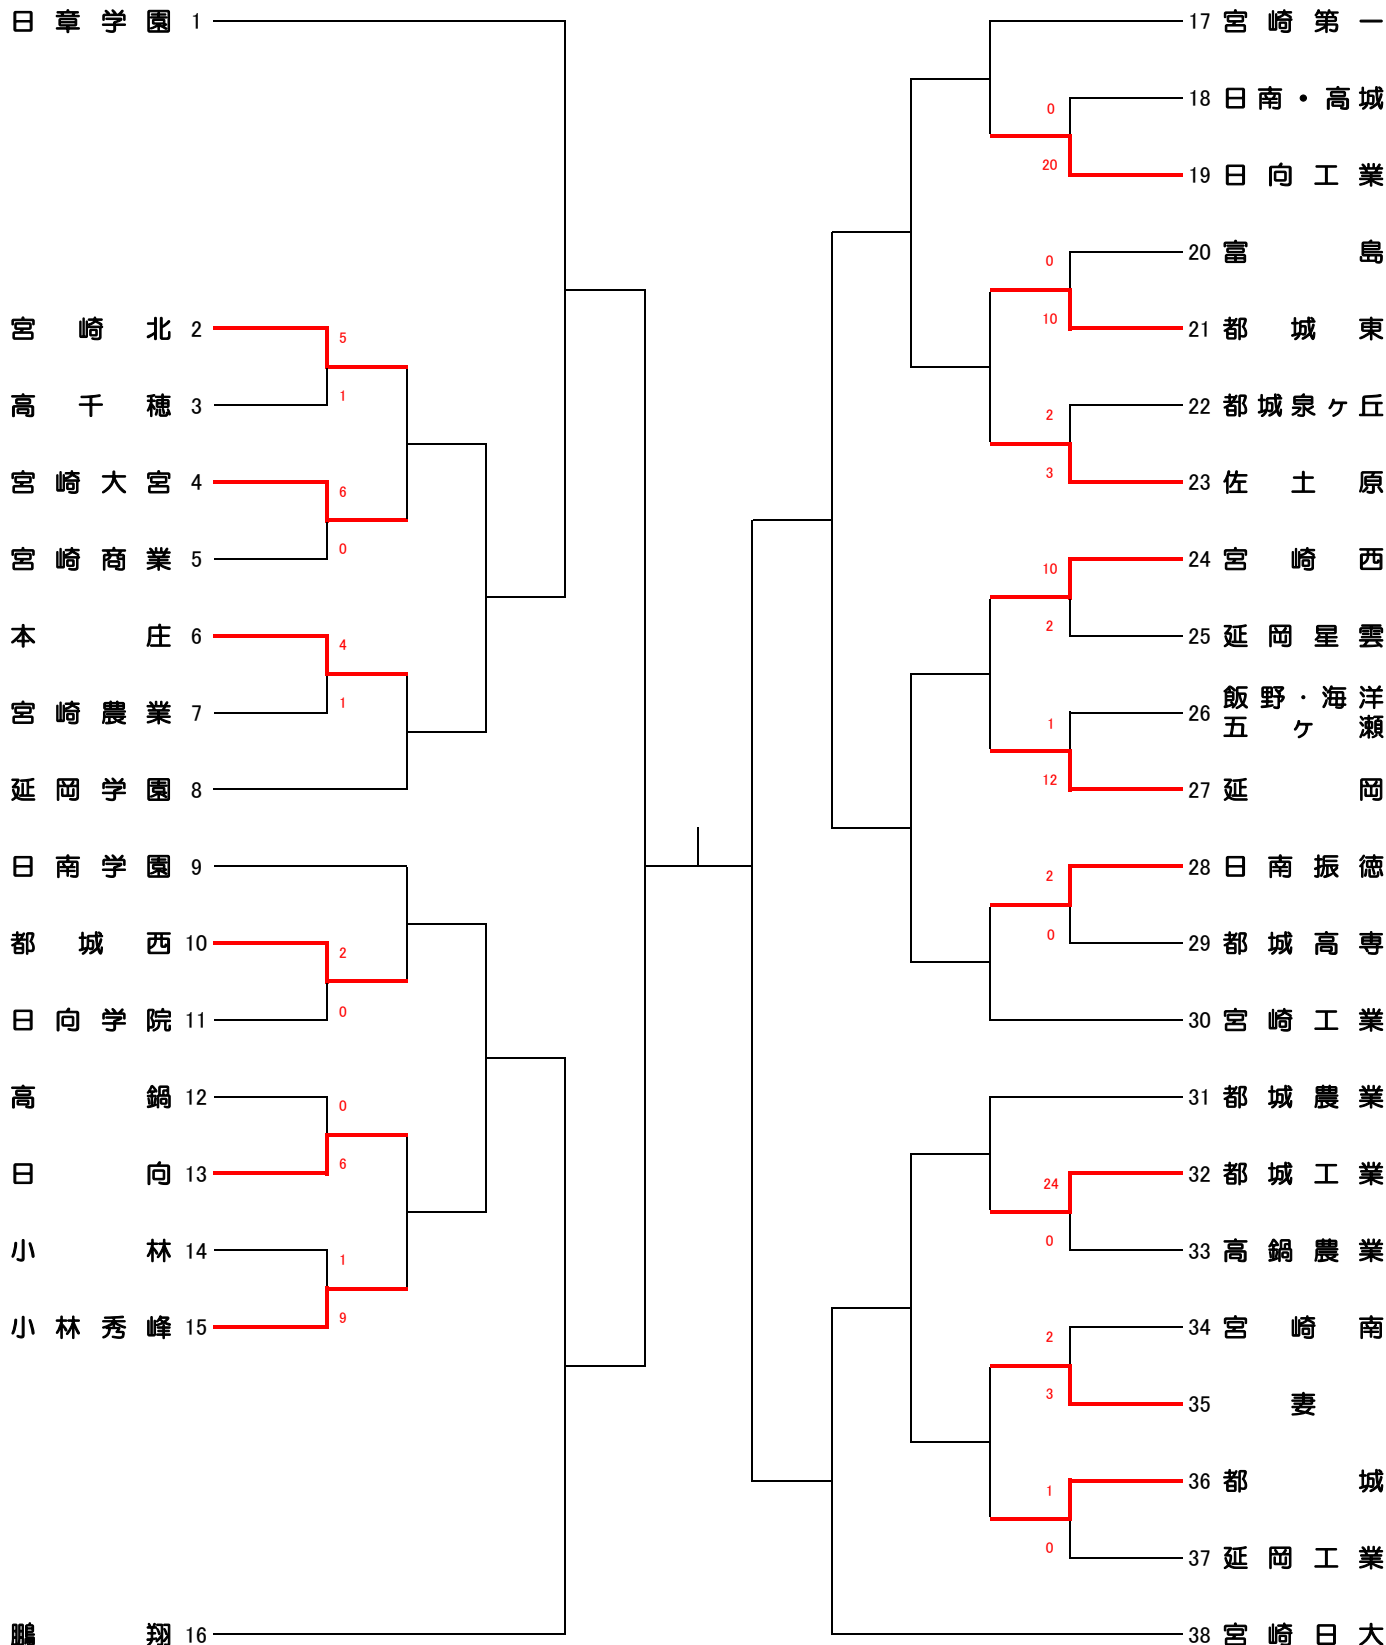 日章学園 1
宮崎北 2
5
1
高千穂 3
宮崎大宮 4
6
0
宮崎商業 5
本庄 6
4
1
宮崎農業 7
延岡学園 8
日南学園 9
都城西 10
2
0
日向学院 11
高鍋 12
0
6
日向 13
小林 14
1
9
小林秀峰 15
鵬翔 16
17 宮崎第一
18 日南・高城
0
20
19 日向工業
20 富島
0
10
21 都城東
22 都城泉ヶ丘
2
3
23 佐土原
24 宮崎西
10
2
25 延岡星雲
26 飯野・海洋
五ヶ瀬
1
12
27 延岡
28 日南振徳
2
0
29 都城高専
30 宮崎工業
31 都城農業
32 都城工業
24
0
33 高鍋農業
34 宮崎南
2
3
35 妻
36 都城
1
0
37 延岡工業
38 宮崎日大